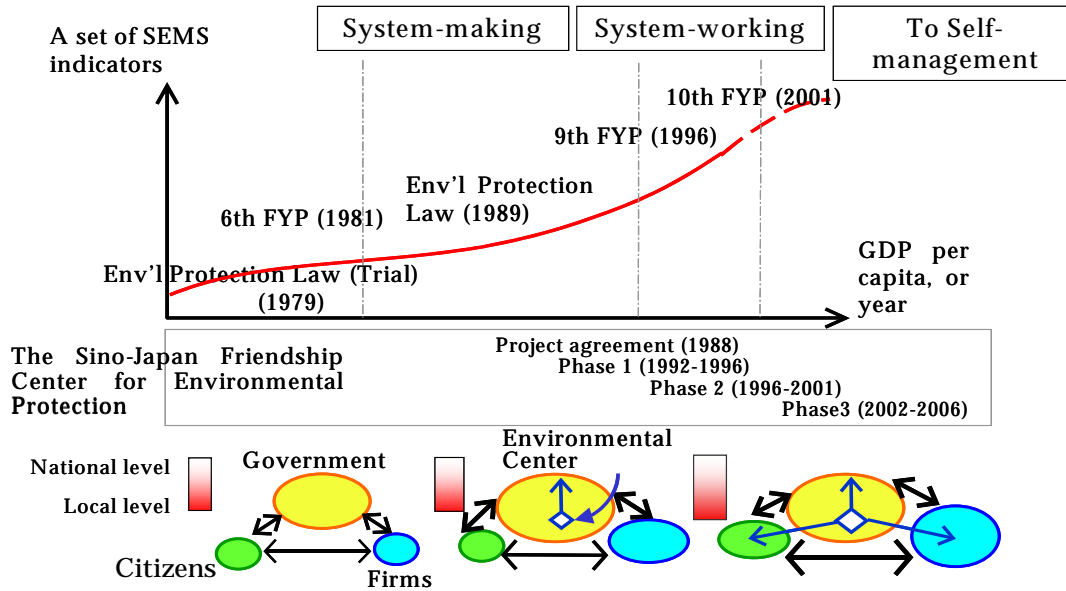 System-making
System-working
To Self-
management
A set of SEMS
indicators
10th FYP (2001)
9th FYP (1996)
Env'l Protection
Law (1989)
6th FYP (1981)
Env'l Protection Law (Trial)
(1979)
GDP per
capita, or
year
The Sino-Japan Friendship
Center for Environmental
Protection
Project agreement (1988)
Phase 1 (1992-1996)
Phase 2 (1996-2001)
Phase3 (2002-2006)
National level
Local level
Government
Environmental
Center
Citizens
Firms